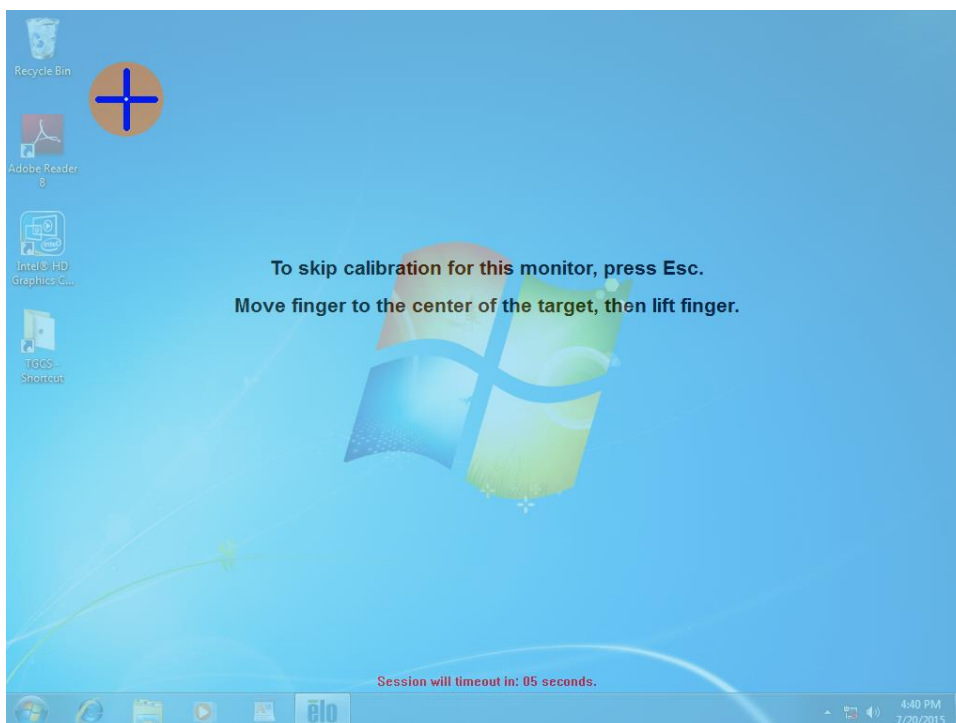 Recycle Bin
Adobe Reader
8
Intel® HD
Graphics C...
TGCS -
Shortcut
To skip calibration for this monitor, press Esc.
Move finger to the center of the target, then lift finger.
Session will timeout in: 05 seconds.
ēlo
4:40 PM
7/20/2015